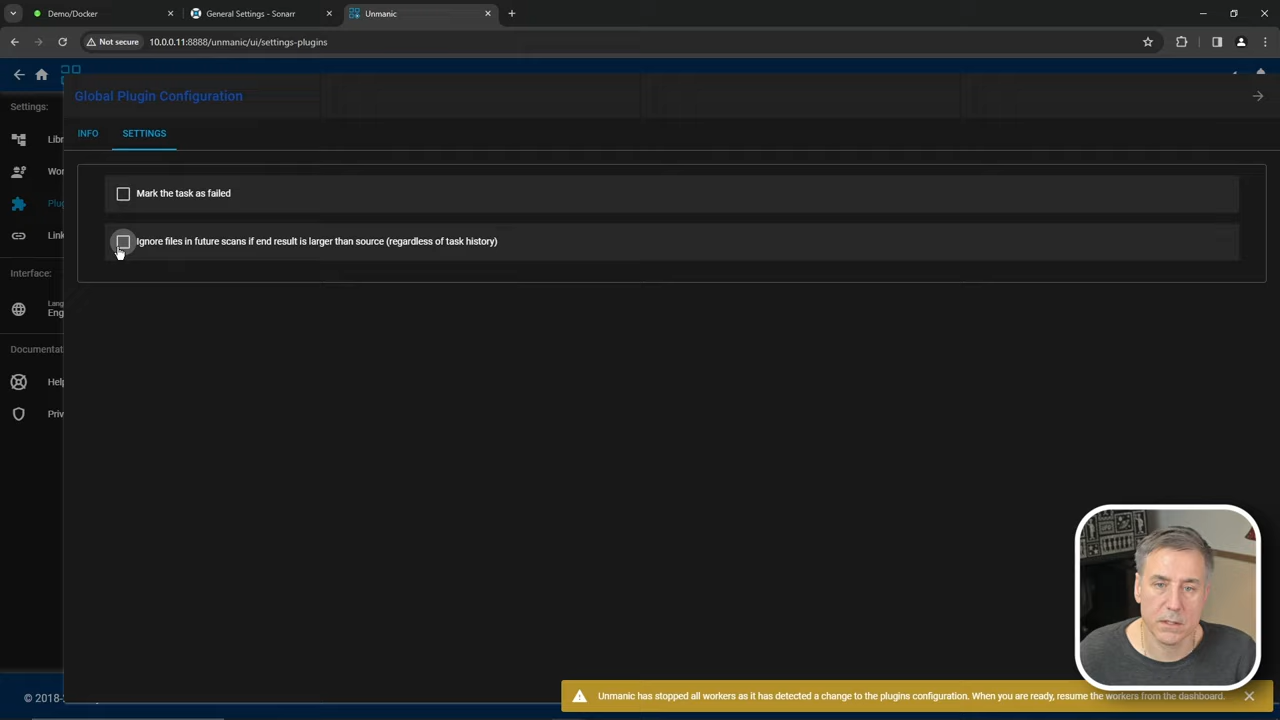 Demo/Docker
General Settings - Sonarr
Unmanic
Not secure
10.0.0.11:8888/unmanic/ui/settings-plugins
Settings:
Global Plugin Configuration
INFO
SETTINGS
Mark the task as failed
Ignore files in future scans if end result is larger than source (regardless of task history)
Interface:
Lang
Eng
© 2018-
Unmanic has stopped all workers as it has detected a change to the plugins configuration. When you are ready, resume the workers from the dashboard.